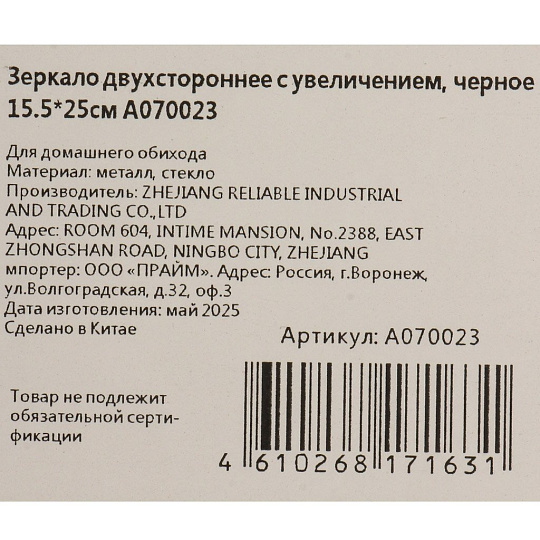 Зеркало двухстороннее с увеличением, черное
15.5*25см А070023
Для домашнего обихода
Материал: металл, стекло
Производитель: ZHEJIANG RELIABLE INDUSTRIAL
AND TRADING CO.,LTD
Адрес: ROOM 604, INTIME MANSION, No.2388, EAST
ZHONGSHAN ROAD, NINGBO CITY, ZHEJIANG
мпортер: ООО «ПРАЙМ». Адрес: Россия, г.Воронеж,
ул.Волгоградская, д.32, оф.3
Дата изготовления: май 2025
Сделано в Китае
Артикул: А070023
Товар не подлежит
обязательной серти-
фикации
4 610268 171631